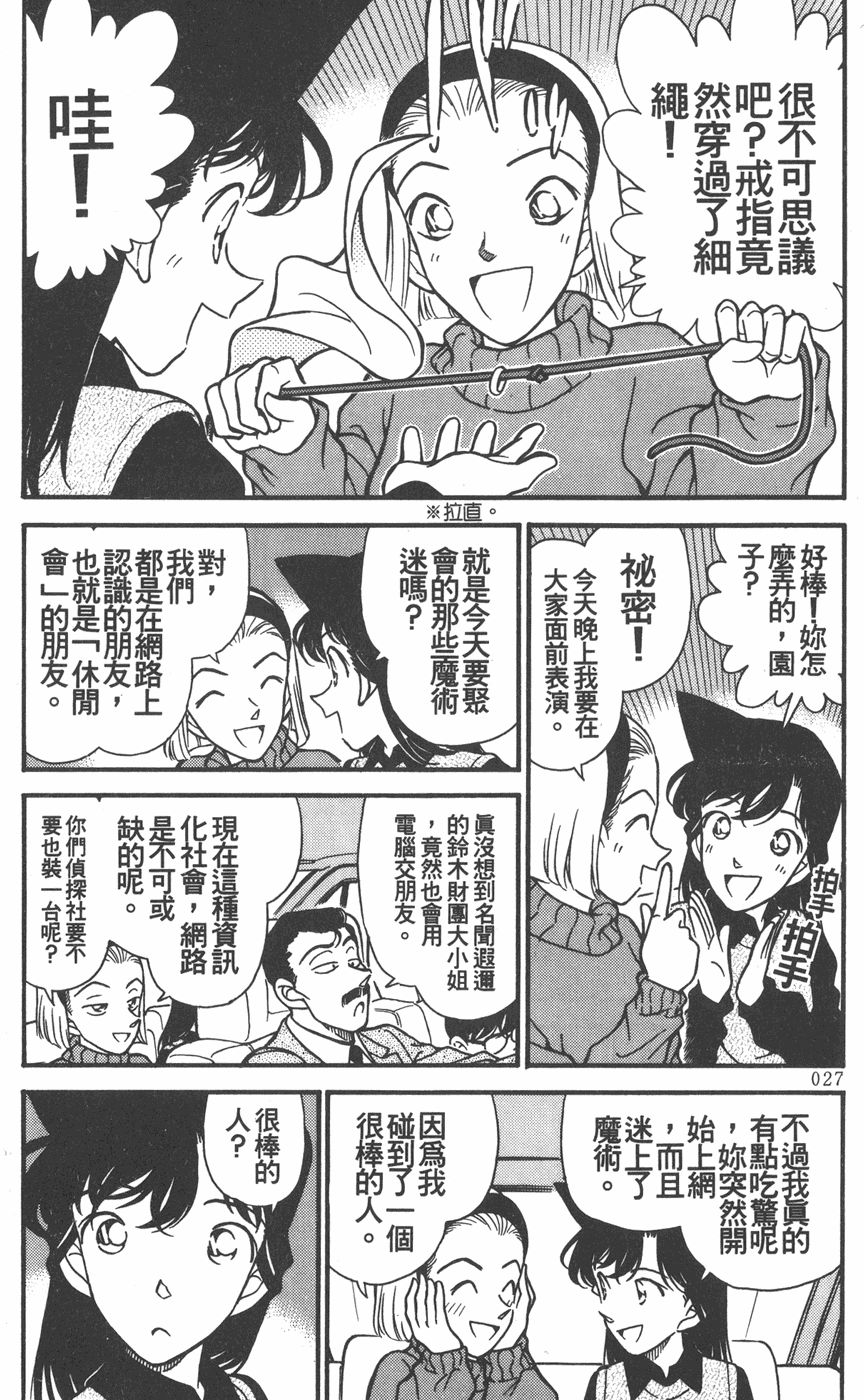 很不可思議
吧？戒指竟
然穿過了細
繩！
哇！
※拉直。
好棒！妳怎
麼弄的，園
子？
祕密！
今天晚上我要在
大家面前表演。
拍手
拍手
就是今天要聚
會的那些魔術
迷嗎？
對，
我們
都是在網路上
認識的朋友，
也就是「休閒
會」的朋友。
眞沒想到名聞遐邇
的鈴木財團大小姐
，竟然也會用
電腦交朋友。
現在這種資訊
化社會，網路
是不可或
缺的呢。
你們偵探社要不
要也裝一台呢？
027
不過我眞的
有點吃驚呢
，妳突然開
始上網
，而且
迷上了
魔術。
因爲我
碰到了一個
很棒的人。
很棒的
人？